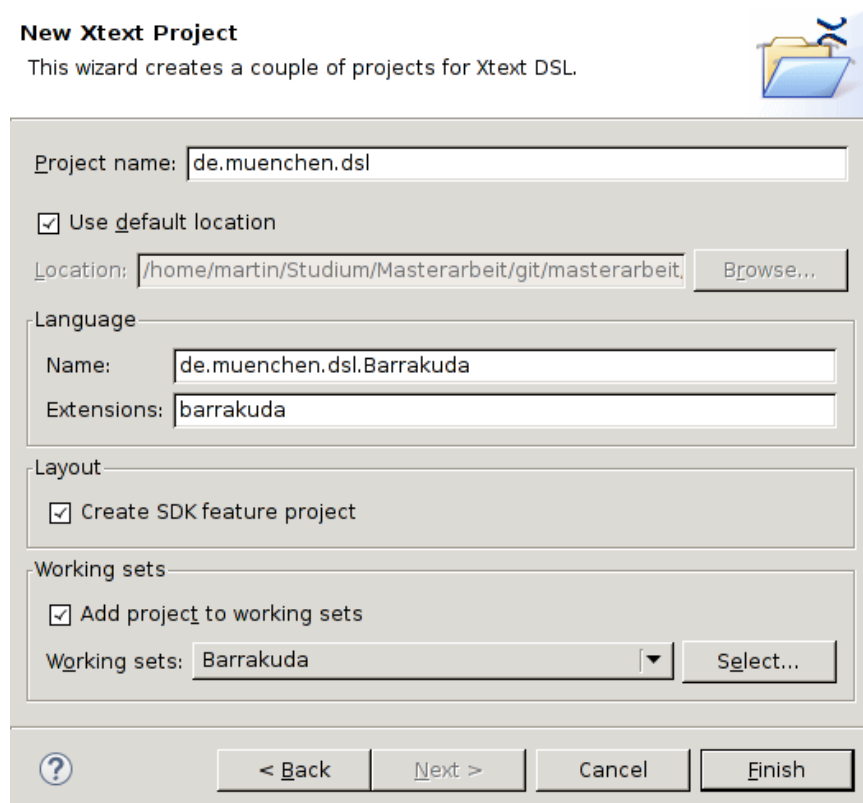 New Xtext Project
This wizard creates a couple of projects for Xtext DSL.
Project name: de.muenchen.dsl
Use default location
Location: /home/martin/Studium/Masterarbeit/git/masterarbeit, Browse...
Language
Name: de.muenchen.dsl.Barrakuda
Extensions: barrakuda
Layout
Create SDK feature project
Working sets
Add project to working sets
Working sets: Barrakuda Select...
? < Back Next > Cancel Finish